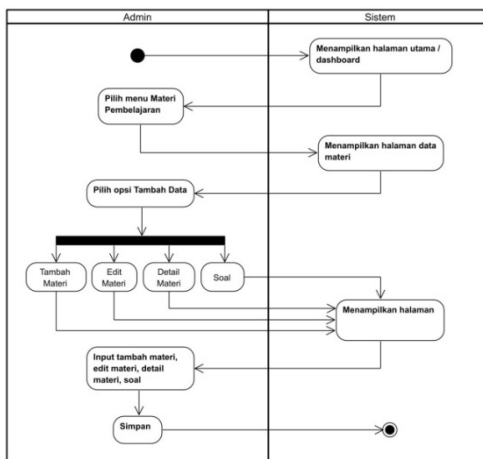 Admin
Sistem
Menampilkan halaman utama /
dashboard
Pilih menu Materi
Pembelajaran
Menampilkan halaman data
materi
Pilih opsi Tambah Data
Tambah
Materi
Edit
Materi
Detail
Materi
Soal
Menampilkan halaman
Input tambah materi,
edit materi, detail
materi, soal
Simpan